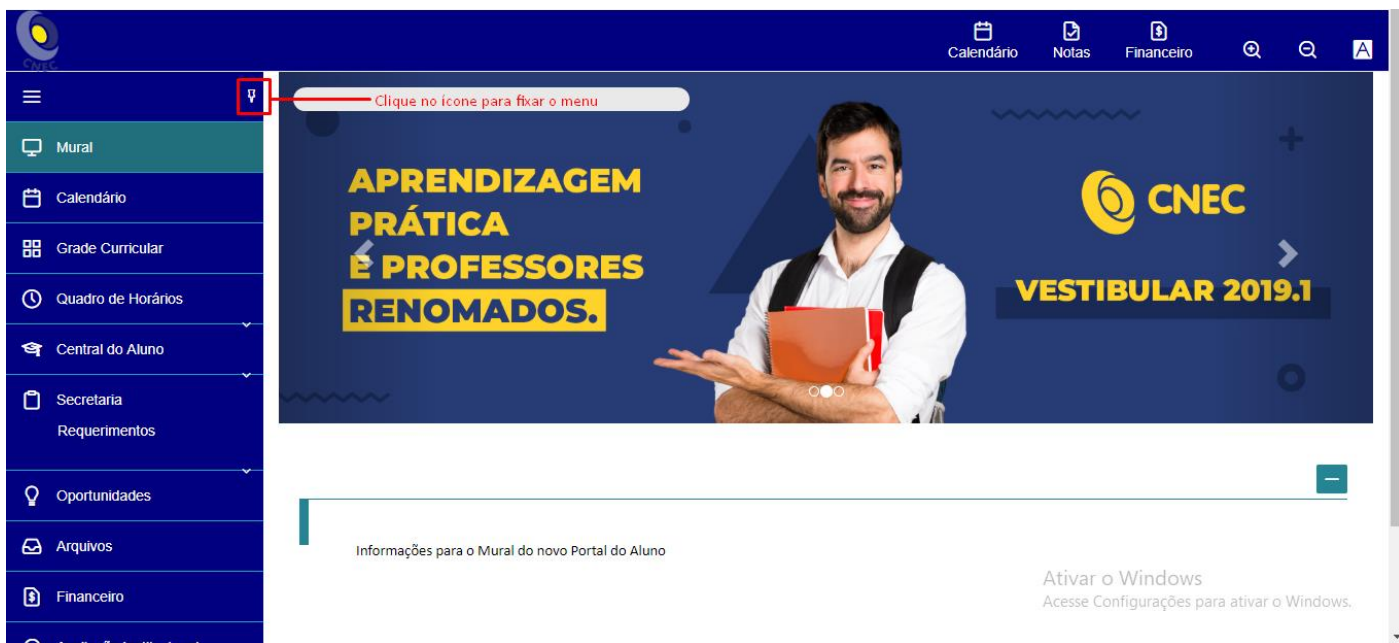 CNEC
Calendário
Notas
Financeiro
A
Clique no ícone para fixar o menu
Mural
Calendário
Grade Curricular
Quadro de Horários
Central do Aluno
Secretaria
Requerimentos
Oportunidades
Arquivos
Financeiro
APRENDIZAGEM
PRÁTICA
E PROFESSORES
RENOMADOS.
CNEC
VESTIBULAR 2019.1
Informações para o Mural do novo Portal do Aluno
Ativar o Windows
Acesse Configurações para ativar o Windows.